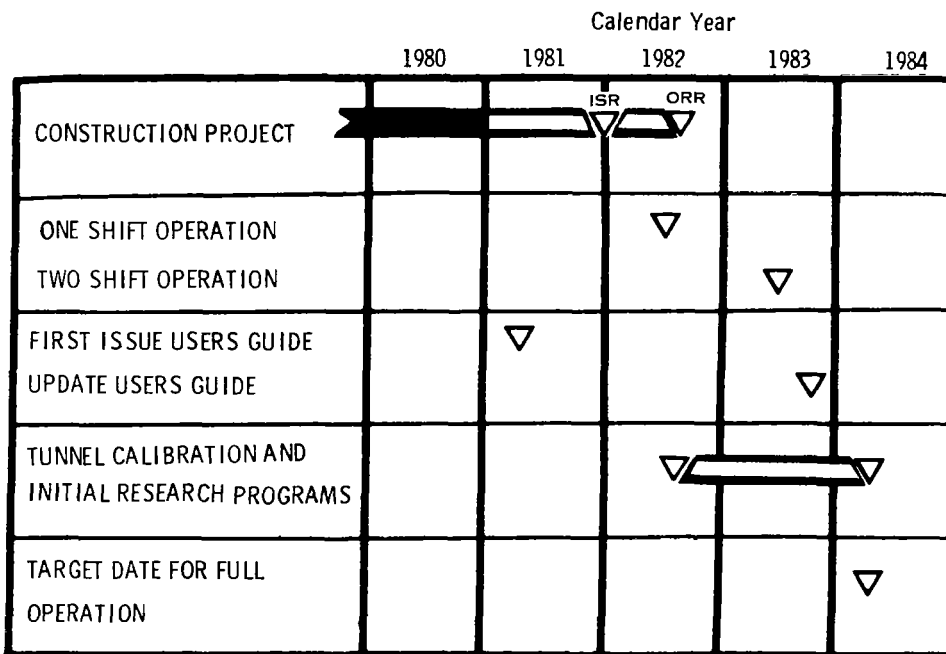 Calendar Year
1980 1981 1982 1983 1984
ISR ORR
CONSTRUCTION PROJECT
ONE SHIFT OPERATION
TWO SHIFT OPERATION
FIRST ISSUE USERS GUIDE
UPDATE USERS GUIDE
TUNNEL CALIBRATION AND
INITIAL RESEARCH PROGRAMS
TARGET DATE FOR FULL
OPERATION